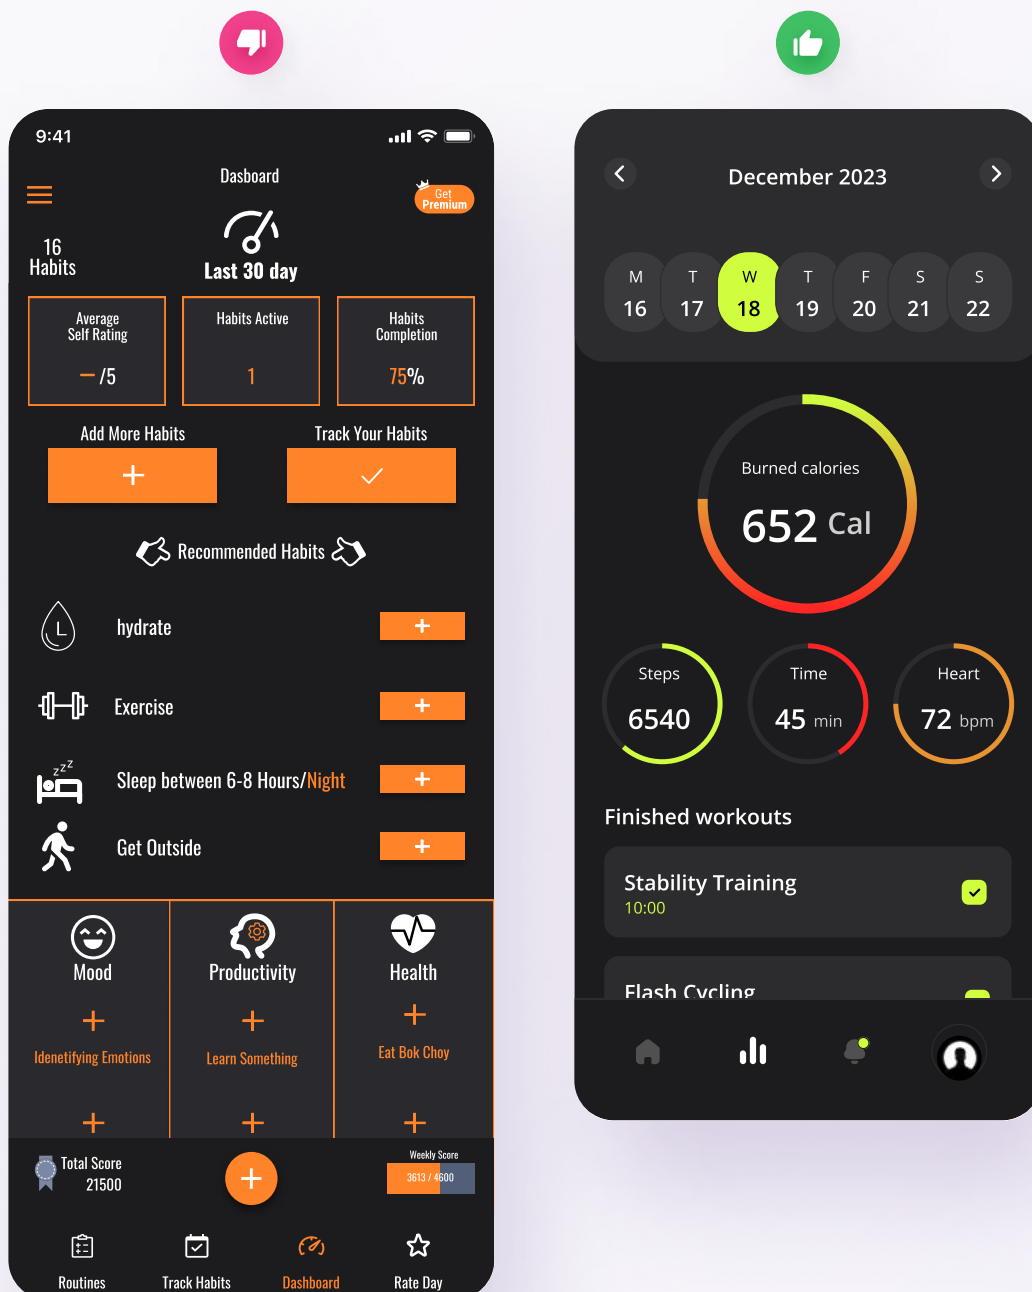 9:41
Dasboard
Get
Premium
16
Habits
Last 30 day
Average
Self Rating
– /5
Habits Active
1
Habits
Completion
75%
Add More Habits
Track Your Habits
Recommended Habits
L
hydrate
Exercise
zzz
Sleep between 6-8 Hours/Night
Get Outside
Mood
Productivity
Health
Idenetifying Emotions
Learn Something
Eat Bok Choy
Total Score
21500
Weekly Score
3613 / 4600
Routines
Track Habits
Dashboard
Rate Day
December 2023
M T W T F S S
16 17 18 19 20 21 22
Burned calories
652 Cal
Steps
6540
Time
45 min
Heart
72 bpm
Finished workouts
Stability Training
10:00
Flash Cycling